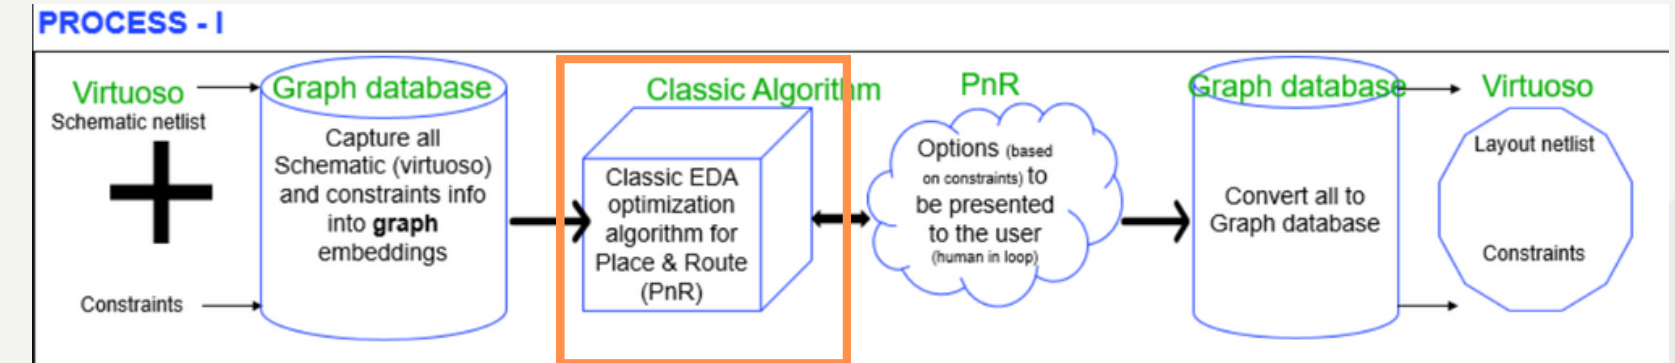 PROCESS - I
Virtuoso
Schematic netlist
Constraints
Graph database
Capture all
Schematic (virtuoso)
and constraints info
into graph
embeddings
Classic Algorithm
Classic EDA
optimization
algorithm for
Place & Route
(PnR)
PnR
Options (based
on constraints) to
be presented
to the user
(human in loop)
Graph database
Convert all to
Graph database
Virtuoso
Layout netlist
Constraints